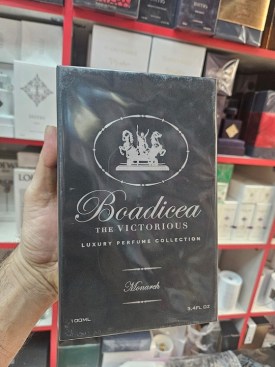 Boadicea
THE VICTORIOUS
LUXURY PERFUME COLLECTION
Monarch
100ML
3.4FL OZ